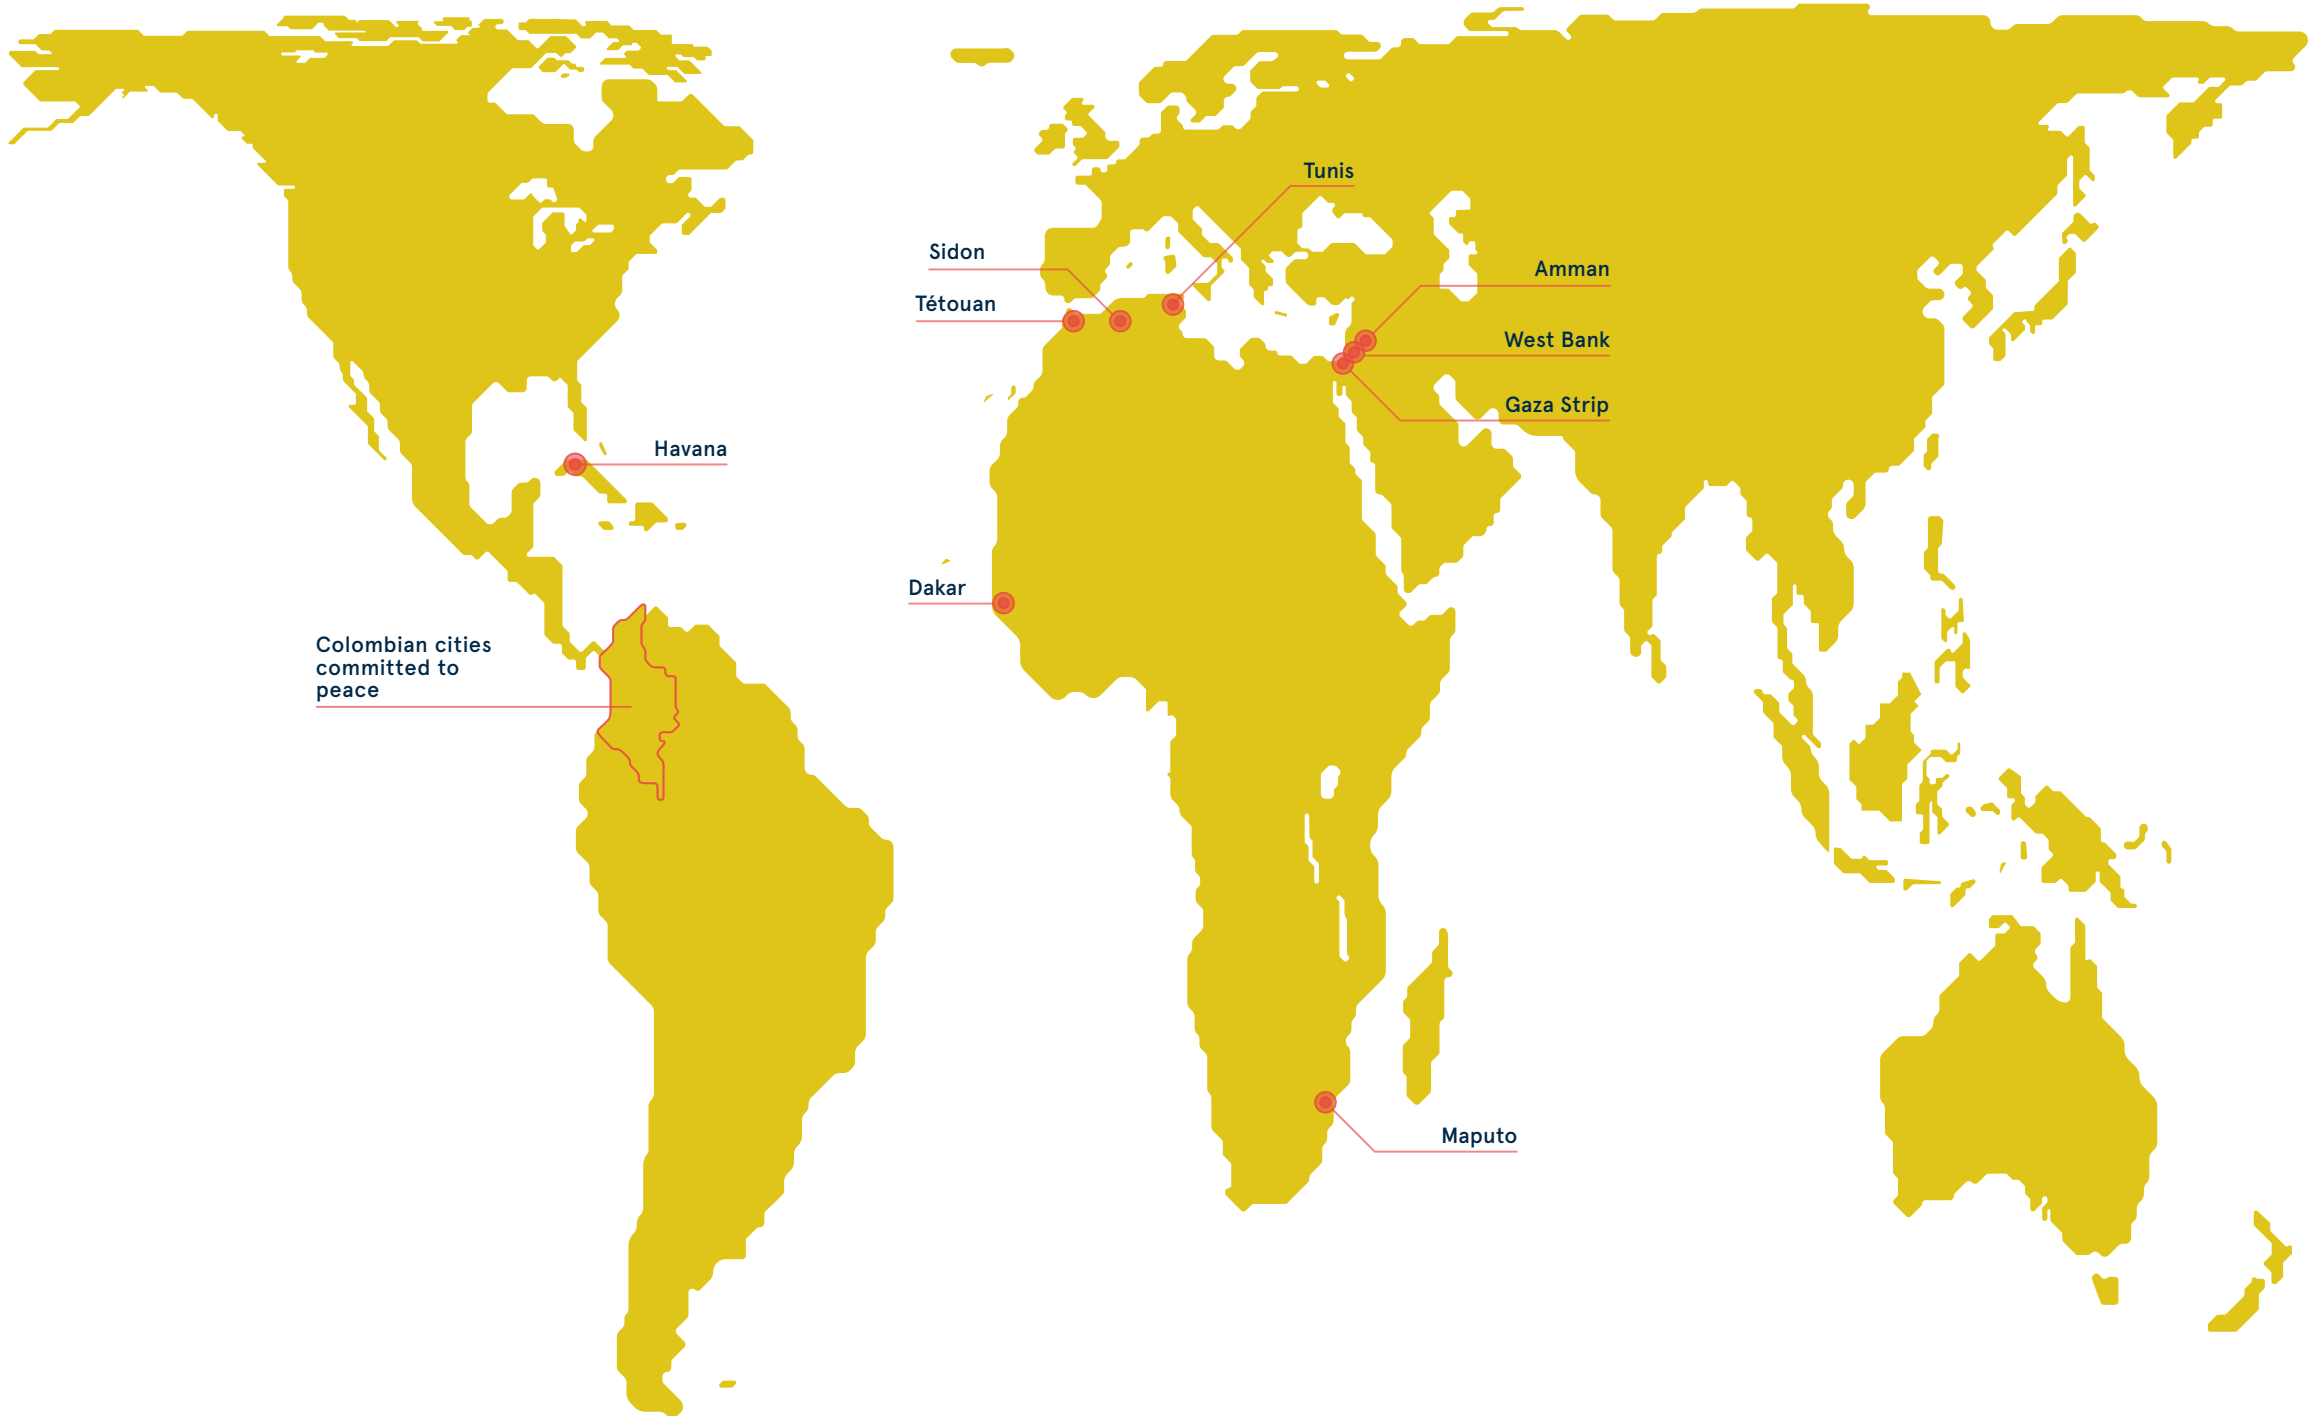 Tunis
Sidon
Amman
Tétouan
West Bank
Gaza Strip
Havana
Dakar
Colombian cities
committed to
peace
Maputo